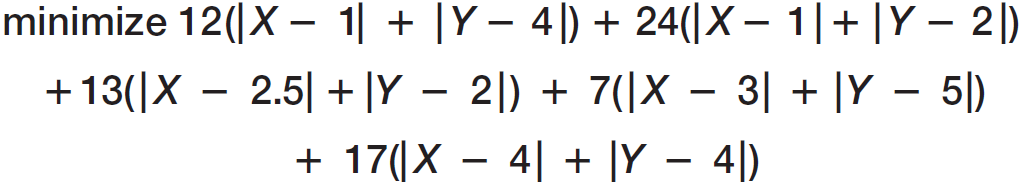 minimize 12(|X − 1| + |Y − 4|) + 24(|X − 1| + |Y − 2|)
+ 13(|X − 2.5| + |Y − 2|) + 7(|X − 3| + |Y − 5|)
+ 17(|X − 4| + |Y − 4|)